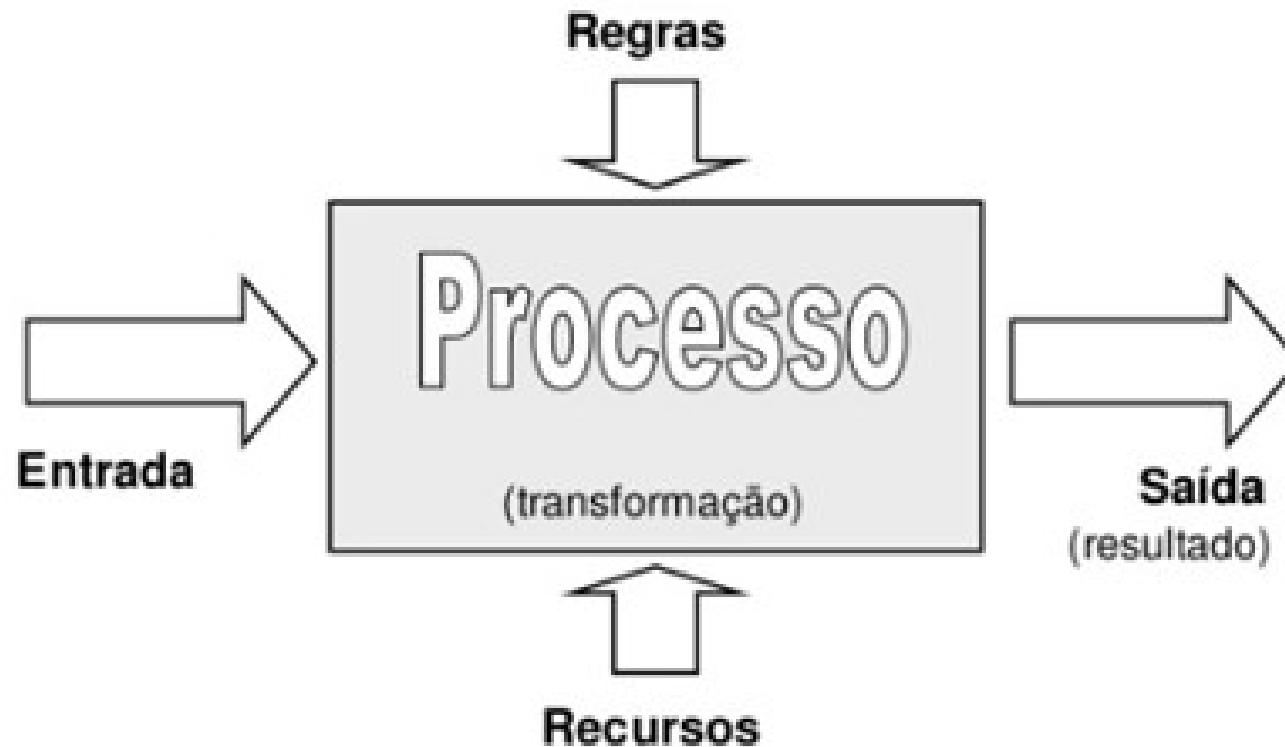 Regras
Processo
Entrada
(transformação)
Saída
(resultado)
Recursos